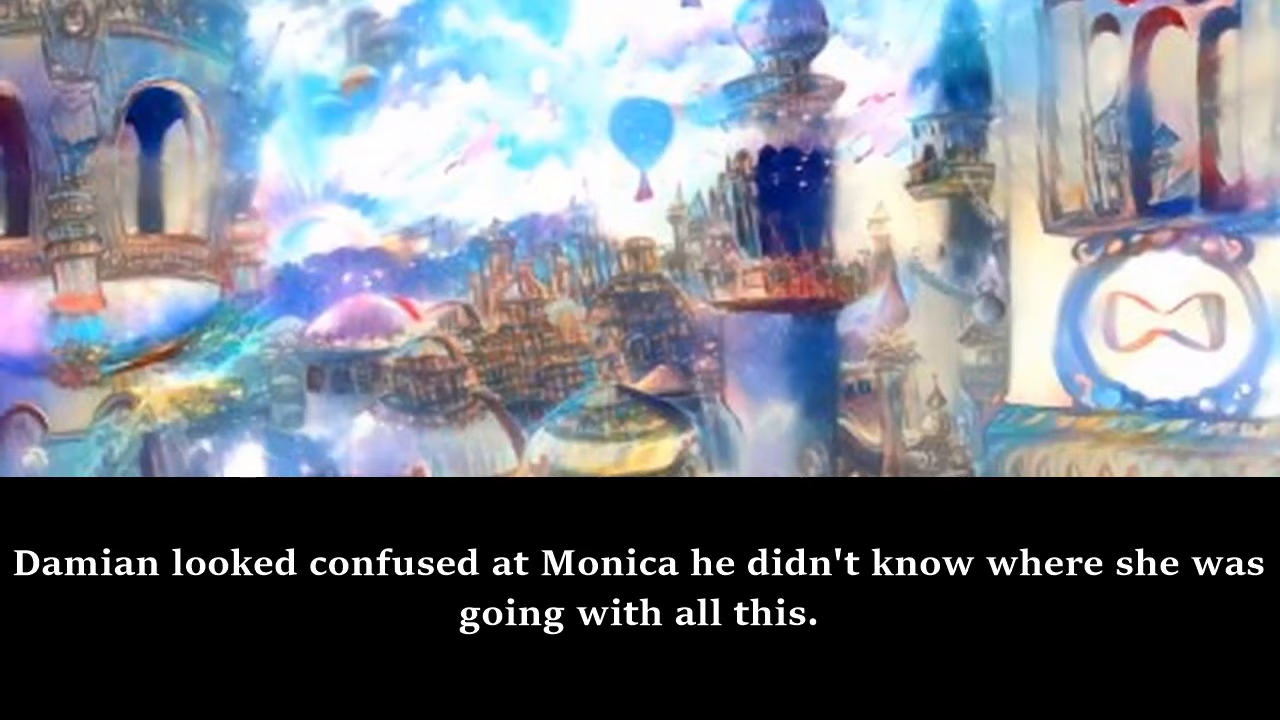 Damian looked confused at Monica he didn't know where she was
going with all this.